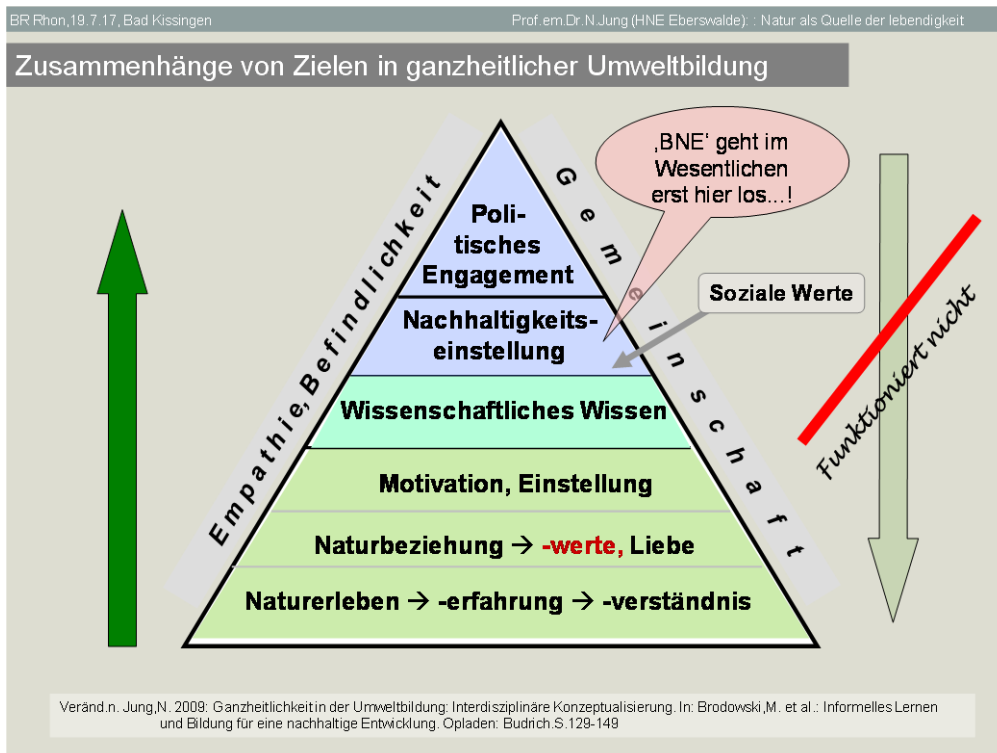 BR Rhon,19.7.17, Bad Kissingen
Prof.em.Dr.N.Jung (HNE Eberswalde): : Natur als Quelle der lebendigkeit
Zusammenhänge von Zielen in ganzheitlicher Umweltbildung
‚BNE‘ geht im
Wesentlichen
erst hier los...!
Empathie, Befindlichkeit
Gemeinschaft
Poli-
tisches
Engagement
Soziale Werte
Nachhaltigkeits-
einstellung
Funktioniert nicht
Wissenschaftliches Wissen
Motivation, Einstellung
Naturbeziehung → -werte, Liebe
Naturerleben → -erfahrung → -verständnis
Veränd.n. Jung,N. 2009: Ganzheitlichkeit in der Umweltbildung: Interdisziplinäre Konzeptualisierung. In: Brodowski,M. et al.: Informelles Lernen
und Bildung für eine nachhaltige Entwicklung. Opladen: Budrich.S.129-149